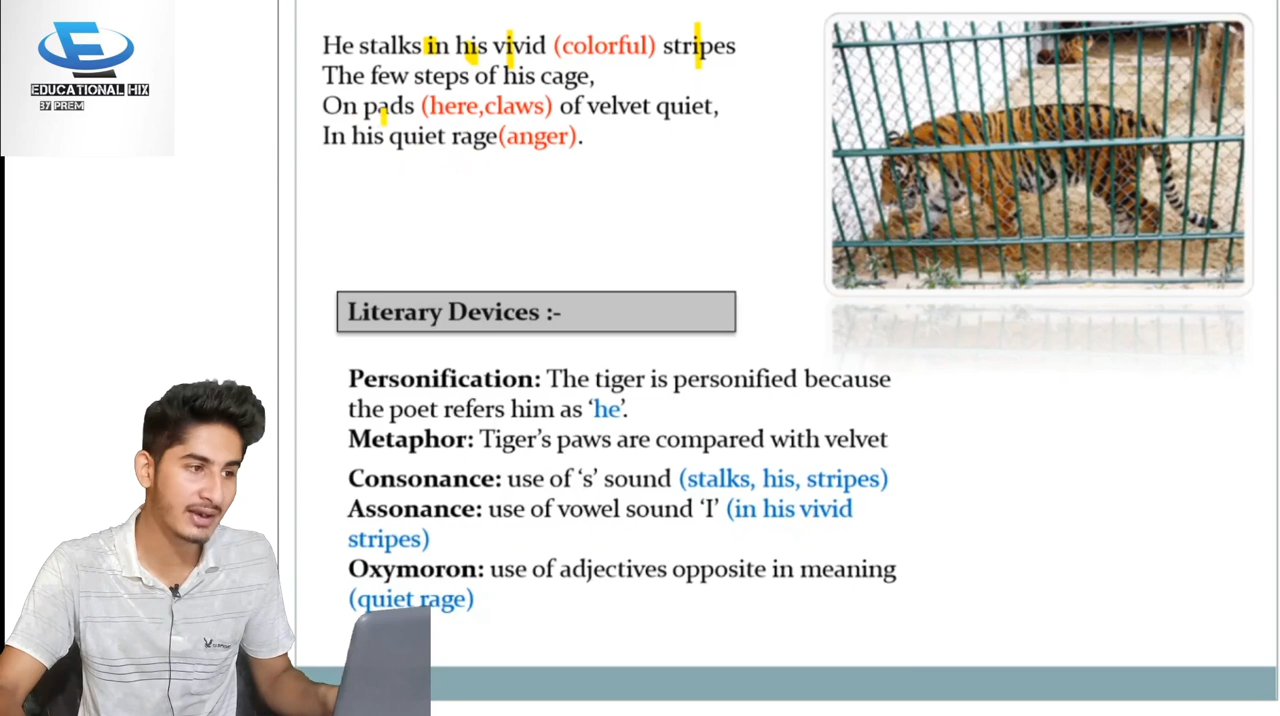 EDUCATIONAL HIX
BY PREM
He stalks in his vivid (colorful) stripes
The few steps of his cage,
On pads (here,claws) of velvet quiet,
In his quiet rage(anger).
Literary Devices :-
Personification: The tiger is personified because
the poet refers him as ‘he’.
Metaphor: Tiger’s paws are compared with velvet
Consonance: use of ‘s’ sound (stalks, his, stripes)
Assonance: use of vowel sound ‘I’ (in his vivid
stripes)
Oxymoron: use of adjectives opposite in meaning
(quiet rage)